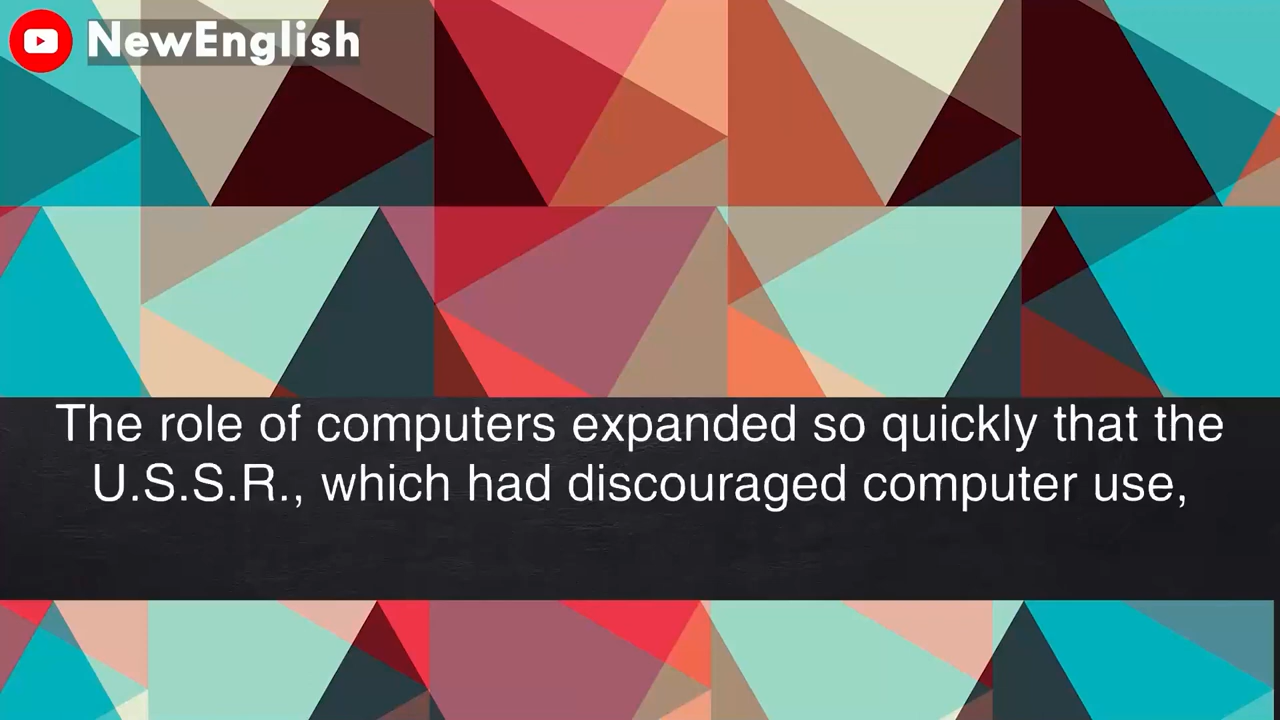 NewEnglish
The role of computers expanded so quickly that the
U.S.S.R., which had discouraged computer use,